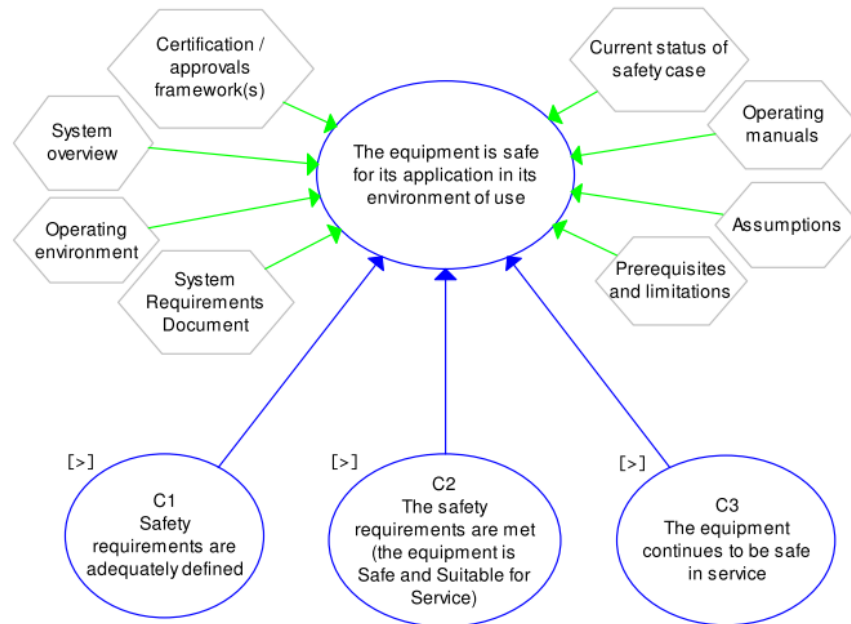 Certification /
approvals
framework(s)
Current status of
safety case
System
overview
Operating
manuals
The equipment is safe
for its application in its
environment of use
Operating
environment
Assumptions
System
Requirements
Document
Prerequisites
and limitations
[>]
C1
Safety
requirements are
adequately defined
[>]
C2
The safety
requirements are met
(the equipment is
Safe and Suitable for
Service)
[>]
C3
The equipment
continues to be safe
in service